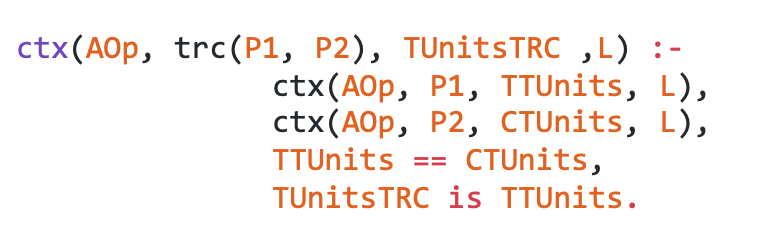 ctx(AOp, trc(P1, P2), TUnitsTRC ,L) :-
ctx(AOp, P1, TTUnits, L),
ctx(AOp, P2, CTUnits, L),
TTUnits == CTUnits,
TUnitsTRC is TTUnits.